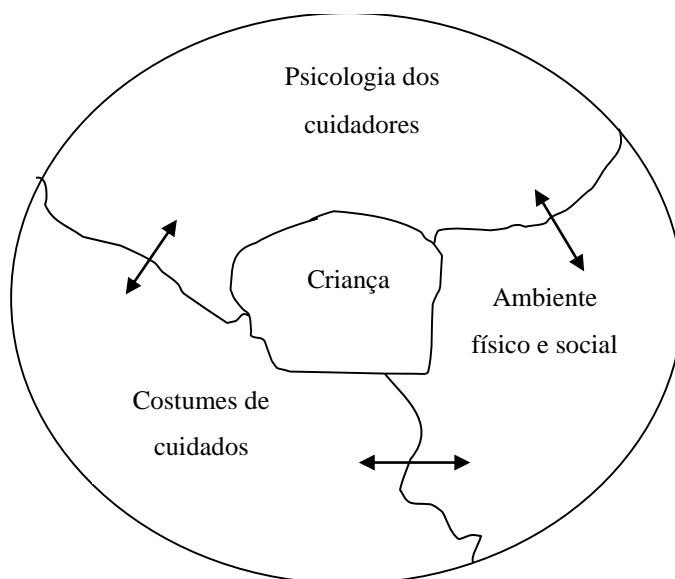 Psicologia dos
cuidadores
Criança
Ambiente
físico e social
Costumes de
cuidados